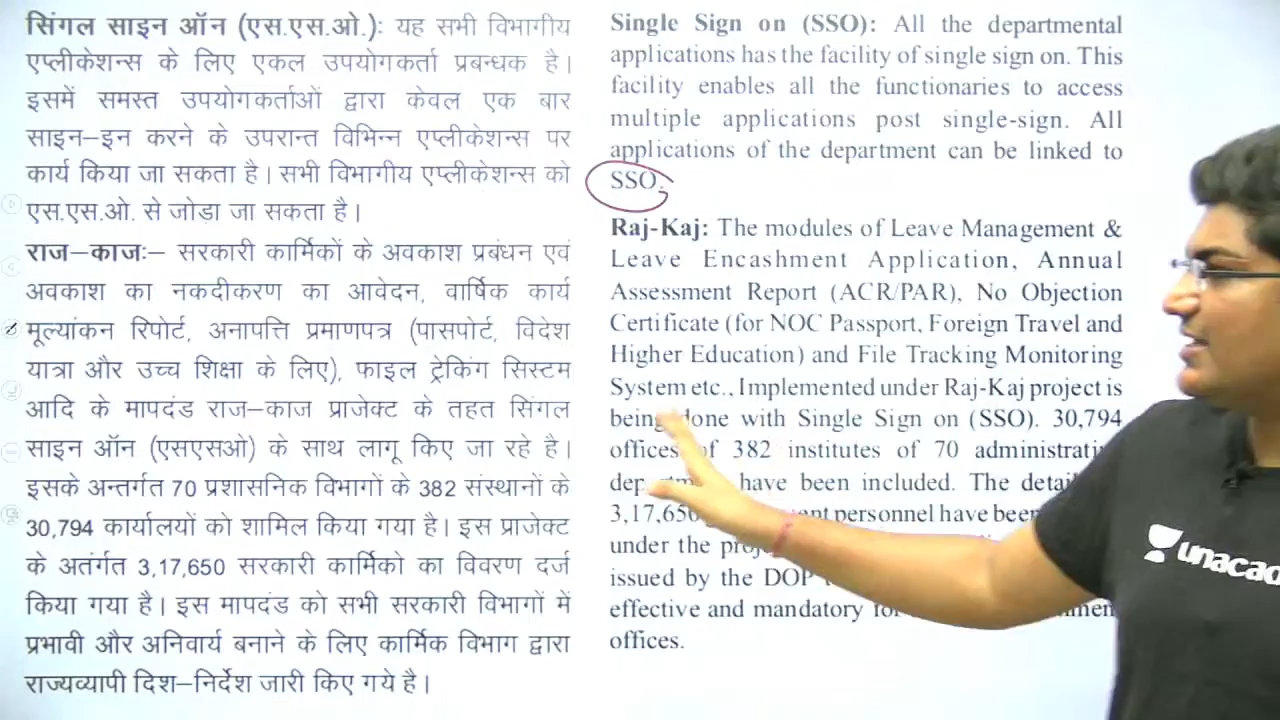 सिंगल साइन ऑन (एस.एस.ओ.): यह सभी विभागीय
एप्लीकेशन्स के लिए एकल उपयोगकर्ता प्रबन्धक है।
इसमें समस्त उपयोगकर्ताओं द्वारा केवल एक बार
साइन–इन करने के उपरान्त विभिन्न एप्लीकेशन्स पर
कार्य किया जा सकता है। सभी विभागीय एप्लीकेशन्स को
एस.एस.ओ. से जोड़ा जा सकता है।
राज–काजः– सरकारी कार्मिकों के अवकाश प्रबंधन एवं
अवकाश का नकदीकरण का आवेदन, वार्षिक कार्य
मूल्यांकन रिपोर्ट, अनापत्ति प्रमाणपत्र (पासपोर्ट, विदेश
यात्रा और उच्च शिक्षा के लिए), फाइल ट्रेकिंग सिस्टम
आदि के मापदंड राज–काज प्राजेक्ट के तहत सिंगल
साइन ऑन (एसएसओ) के साथ लागू किए जा रहे है।
इसके अन्तर्गत 70 प्रशासनिक विभागों के 382 संस्थानों के
30,794 कार्यालयों को शामिल किया गया है। इस प्राजेक्ट
के अतंर्गत 3,17,650 सरकारी कार्मिको का विवरण दर्ज
किया गया है। इस मापदंड को सभी सरकारी विभागों में
प्रभावी और अनिवार्य बनाने के लिए कार्मिक विभाग द्वारा
राज्यव्यापी दिश–निर्देश जारी किए गये है।
Single Sign on (SSO): All the departmental
applications has the facility of single sign on. This
facility enables all the functionaries to access
multiple applications post single-sign. All
applications of the department can be linked to
SSO.
Raj-Kaj: The modules of Leave Management &
Leave Encashment Application, Annual
Assessment Report (ACR/PAR), No Objection
Certificate (for NOC Passport, Foreign Travel and
Higher Education) and File Tracking Monitoring
System etc., Implemented under Raj-Kaj project is
being done with Single Sign on (SSO). 30,794
offices of 382 institutes of 70
have been included. The
3,17,650 personnel have been
under the
issued by the DOP
effective and mandatory
offices.
unacad